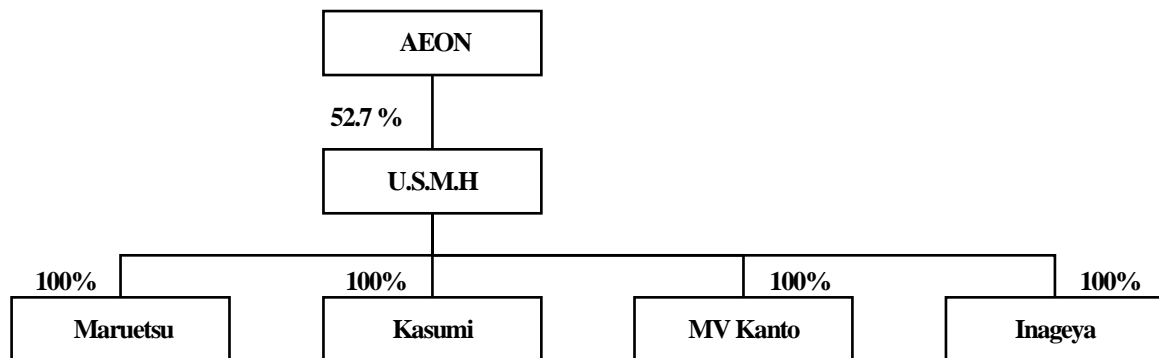 AEON
52.7 %
U.S.M.H
100% 100% 100% 100%
Maruetsu Kasumi MV Kanto Inageya